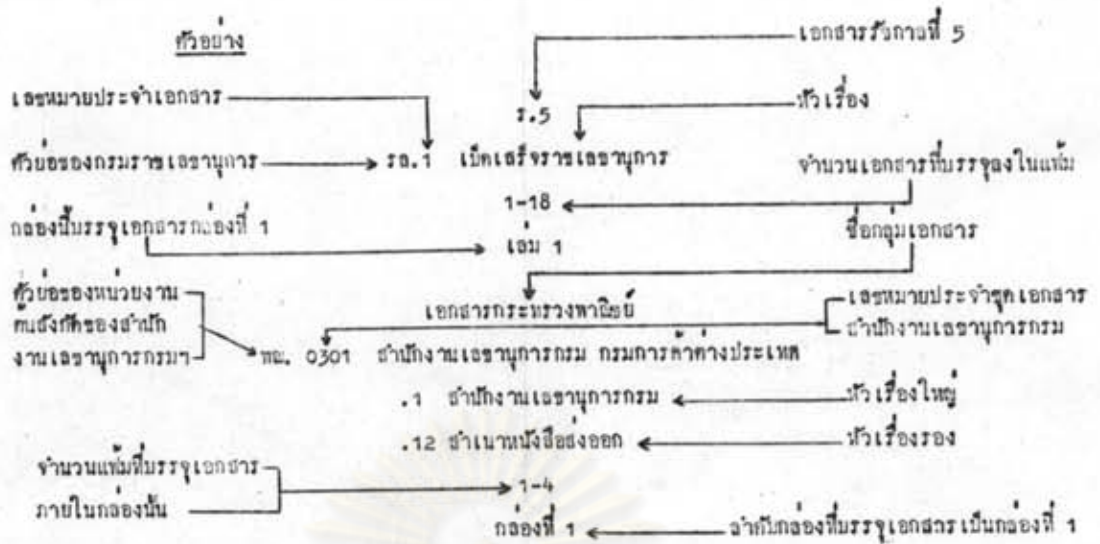 ตัวอย่าง
เอกสารรัชกาลที่ 5
เลขหมายประจำเอกสาร
ร.5
หัวเรื่อง
ตัวย่อของกรมราชเลขานุการ
รล.1 เบ็ดเสร็จราชเลขานุการ
จำนวนเอกสารที่บรรจุลงในแฟ้ม
1-18
กล่องนี้บรรจุเอกสารกล่องที่ 1
เล่ม 1
ชื่อกลุ่มเอกสาร
ตัวย่อของหน่วยงาน
ต้นสังกัดของสำนัก
งานเลขานุการกรมฯ
เอกสารกระทรวงพาณิชย์
เลขหมายประจำชุดเอกสาร
สำนักงานเลขานุการกรม
พณ. 0301 สำนักงานเลขานุการกรม กรมการค้าต่างประเทศ
.1 สำนักงานเลขานุการกรม
หัวเรื่องใหญ่
.12 สำเนาหนังสือส่งออก
หัวเรื่องรอง
จำนวนแฟ้มที่บรรจุเอกสาร
ภายในกล่องนั้น
1-4
กล่องที่ 1
ลำดับกล่องที่บรรจุเอกสารเป็นกล่องที่ 1